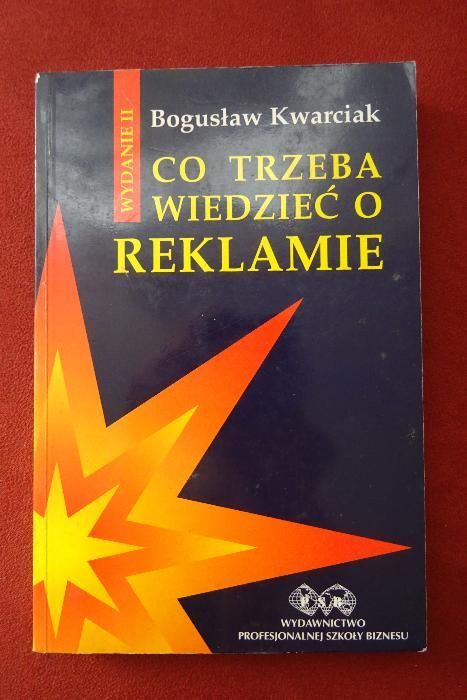 WYDANIE II
Bogusław Kwarciak
CO TRZEBA
WIEDZIEĆ O
REKLAMIE
P S B
WYDAWNICTWO
PROFESJONALNEJ SZKOŁY BIZNESU